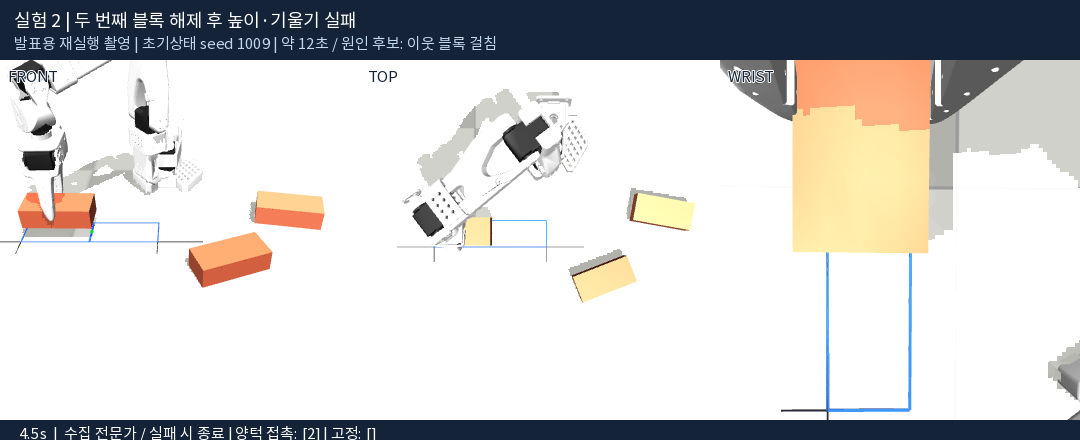 실험 2 | 두 번째 블록 해제 후 높이·기울기 실패
발표용 재실행 촬영 | 초기상태 seed 1009 | 약 12초 / 원인 후보: 이웃 블록 걸침
FRONT
TOP
WRIST
4.5s | 수집 전문가 / 실패 시 종료 | 양턱 접촉: [2] | 고정: []